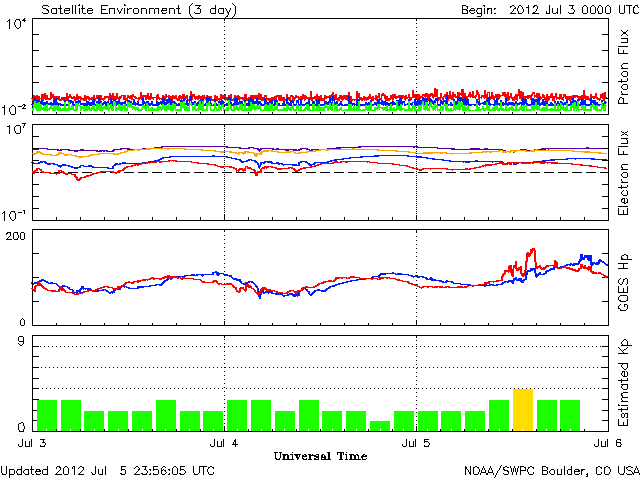 Satellite Environment (3 day) Begin: 2012 Jul 3 0000 UTC
10⁴
10⁻²
Proton Flux
10⁷
10⁻¹
Electron Flux
200
0
GOES Hp
9
0
Estimated Kp
Jul 3 Jul 4 Jul 5 Jul 6
Universal Time
Updated 2012 Jul 5 23:56:05 UTC NOAA/SWPC Boulder, CO USA